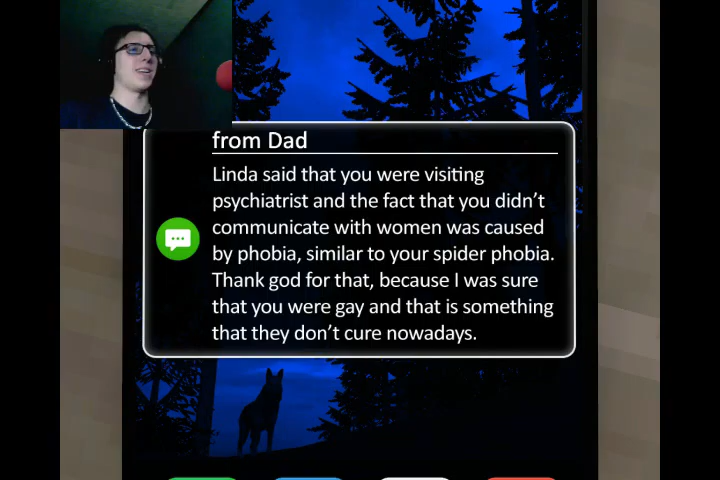 from Dad
Linda said that you were visiting
psychiatrist and the fact that you didn't
communicate with women was caused
by phobia, similar to your spider phobia.
Thank god for that, because I was sure
that you were gay and that is something
that they don't cure nowadays.